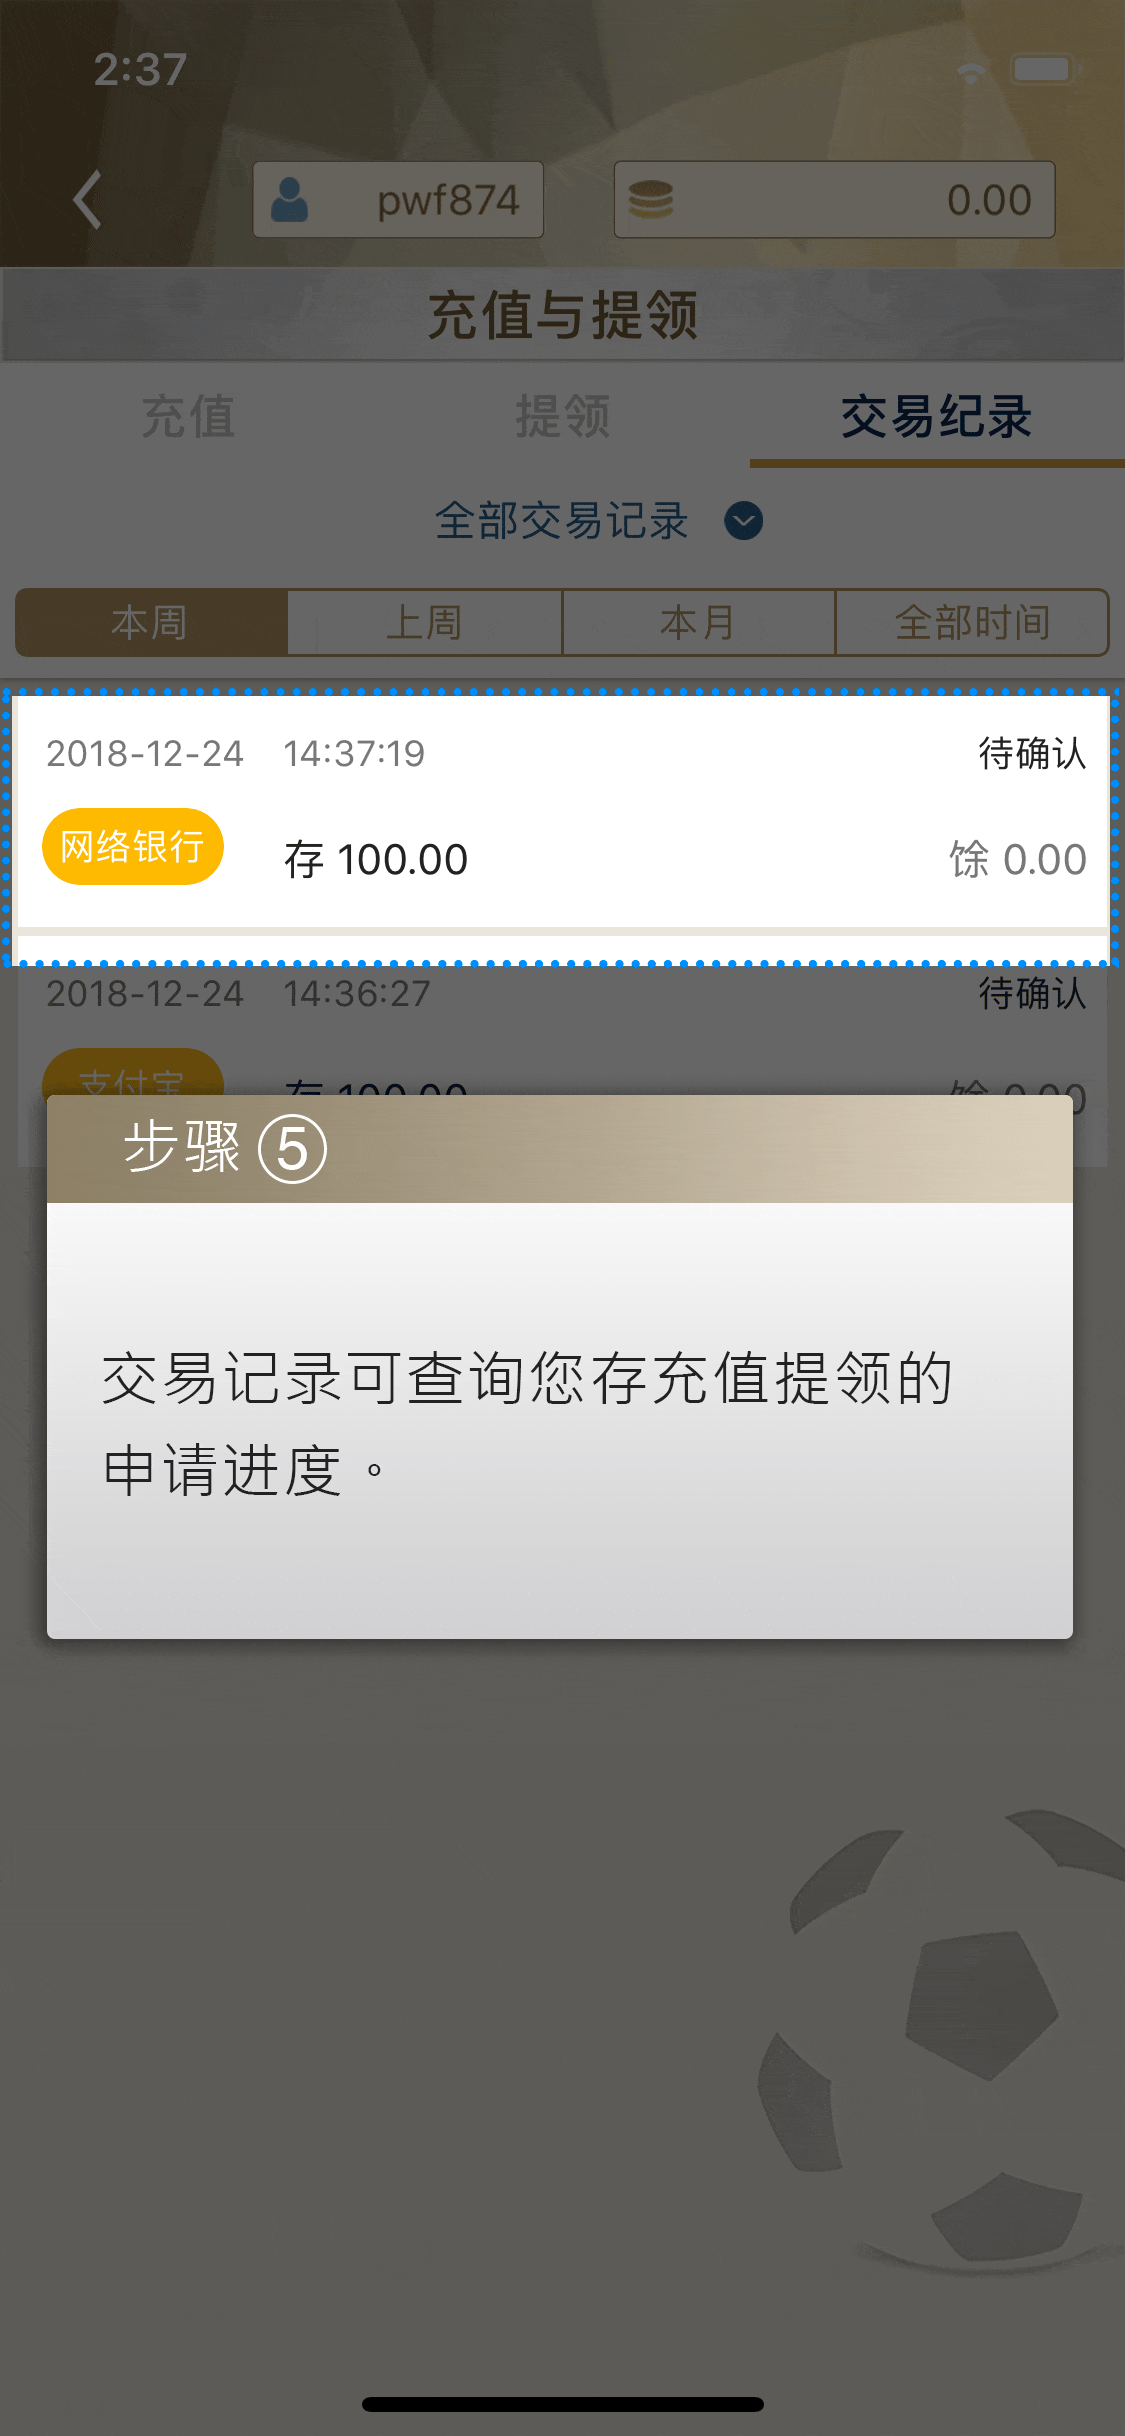 2:37
pwf874
0.00
充值与提领
充值 提领 交易纪录
全部交易记录
本周 上周 本月 全部时间
2018-12-24 14:37:19 待确认
网络银行 存 100.00 馀 0.00
2018-12-24 14:36:27 待确认
支付宝 存 100.00 馀 0.00
步骤 ⑤
交易记录可查询您存充值提领的
申请进度。